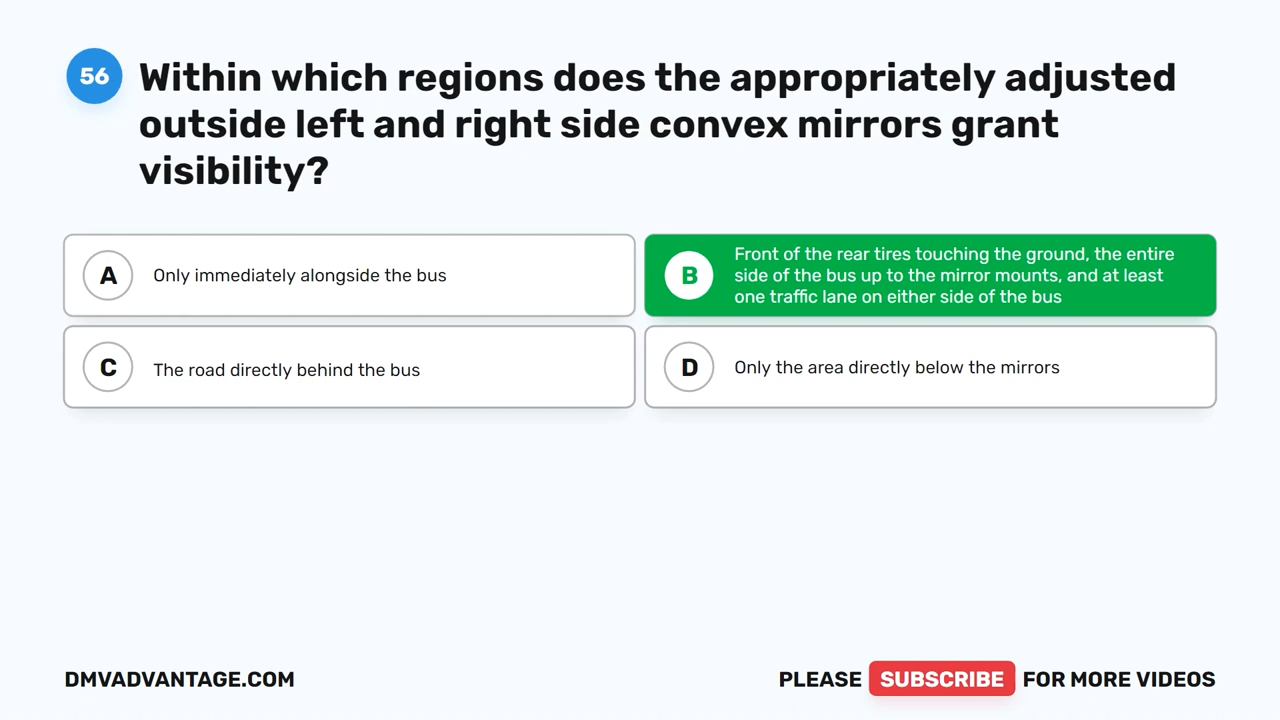 56
Within which regions does the appropriately adjusted
outside left and right side convex mirrors grant
visibility?
A
Only immediately alongside the bus
B
Front of the rear tires touching the ground, the entire
side of the bus up to the mirror mounts, and at least
one traffic lane on either side of the bus
C
The road directly behind the bus
D
Only the area directly below the mirrors
DMVADVANTAGE.COM
PLEASE SUBSCRIBE FOR MORE VIDEOS